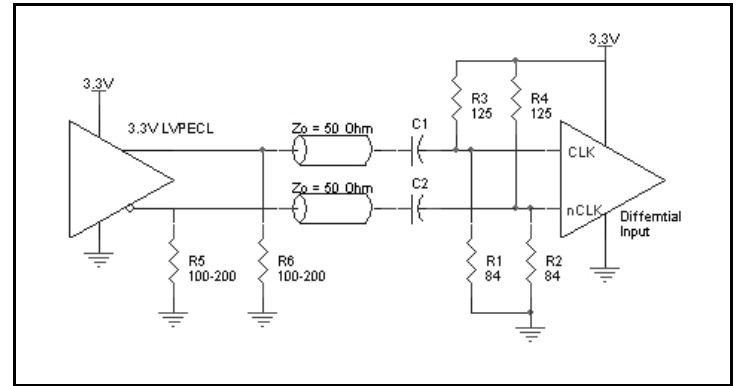 3.3V
3.3V
3.3V LVPECL
Zo = 50 Ohm
C1
R3
125
R4
125
CLK
Zo = 50 Ohm
C2
nCLK
Differntial
Input
R5
100-200
R6
100-200
R1
84
R2
84